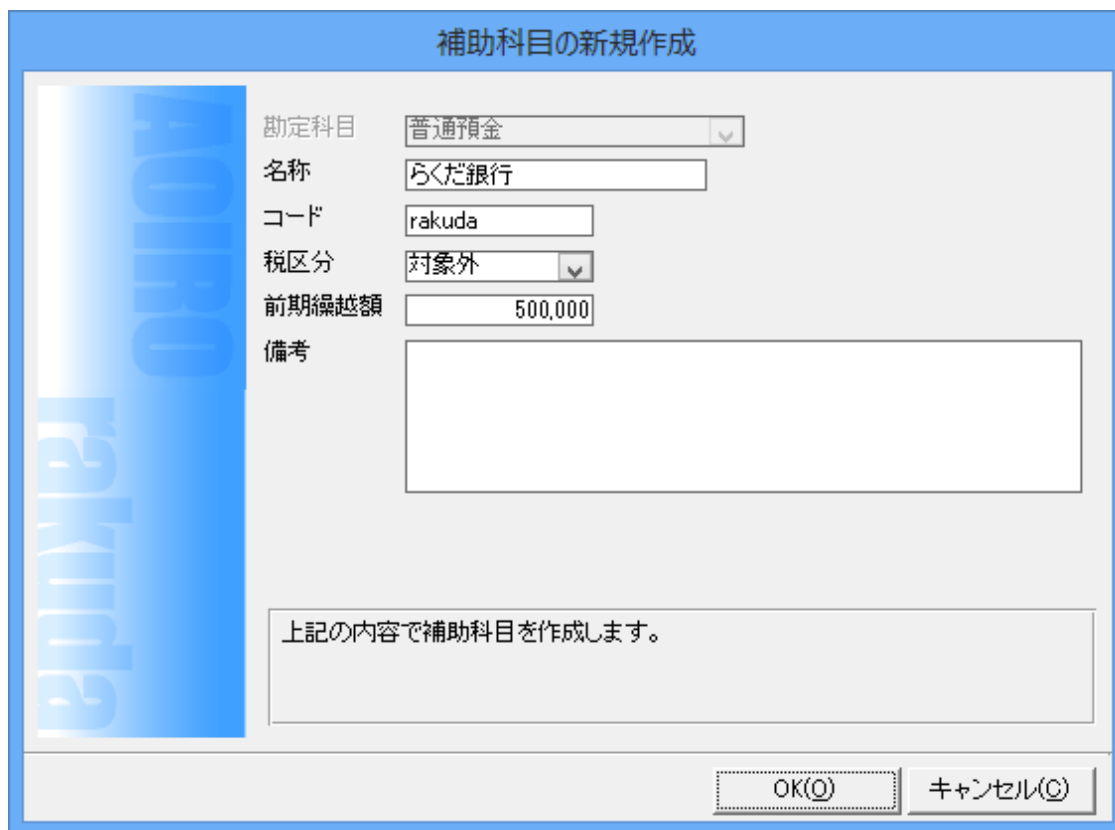 補助科目の新規作成
AOIRO
rakuda
勘定科目 普通預金
名称 らくだ銀行
コード rakuda
税区分 対象外
前期繰越額 500,000
備考
上記の内容で補助科目を作成します。
OK(O) キャンセル(C)